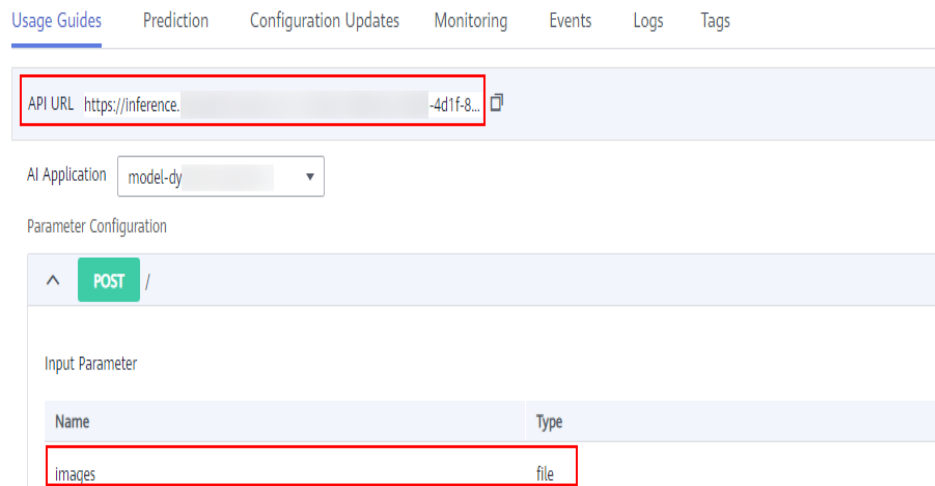 Usage Guides Prediction Configuration Updates Monitoring Events Logs Tags
API URL https://inference. -4d1f-8...
AI Application model-dy
Parameter Configuration
POST /
Input Parameter
Name Type
images file